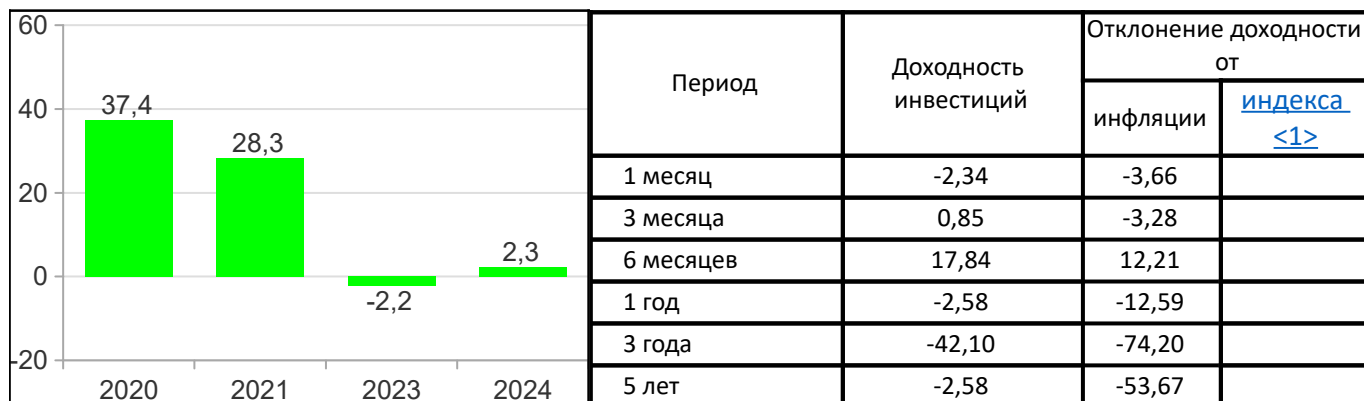 60
40
20
0
-20
37,4
28,3
-2,2
2,3
2020 2021 2023 2024
Период
Доходность
инвестиций
Отклонение доходности
от
инфляции
индекса
<1>
1 месяц -2,34 -3,66
3 месяца 0,85 -3,28
6 месяцев 17,84 12,21
1 год -2,58 -12,59
3 года -42,10 -74,20
5 лет -2,58 -53,67